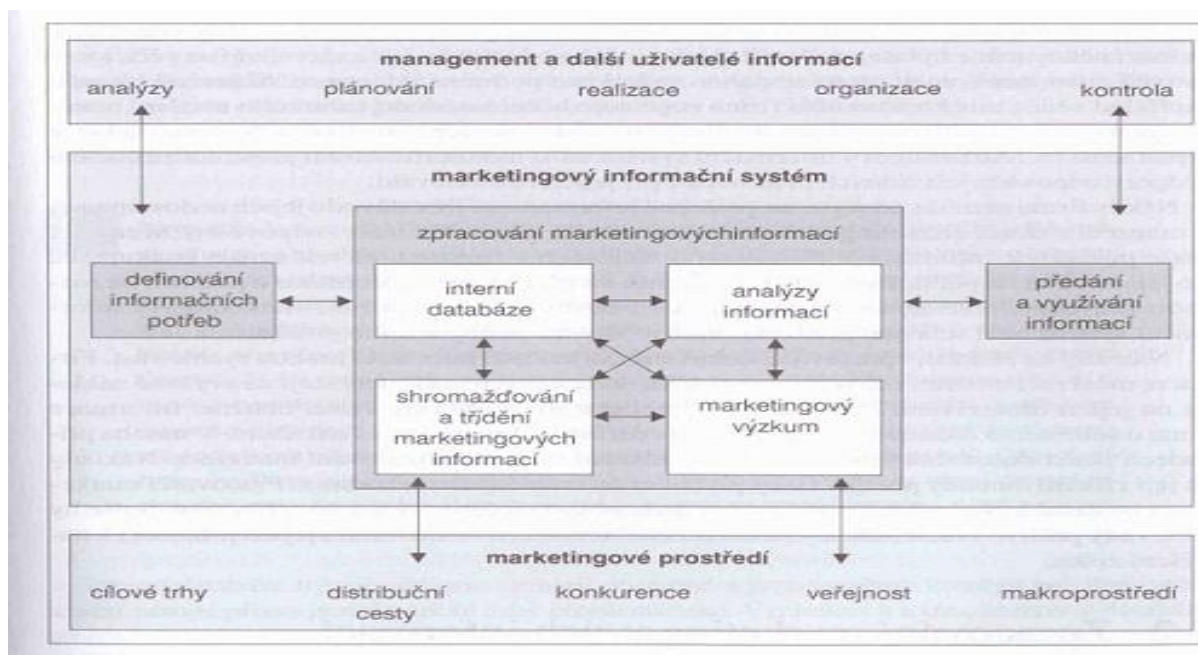 management a další uživatelé informací
analýzy plánování realizace organizace kontrola
marketingový informační systém
zpracování marketingovýchinformací
definování
informačních
potřeb
interní
databáze
analýzy
informací
předání
a využívání
informací
shromažďování
a třídění
marketingových
informací
marketingový
výzkum
marketingové prostředí
cílové trhy
distribuční
cesty
konkurence
veřejnost
makroprostředí